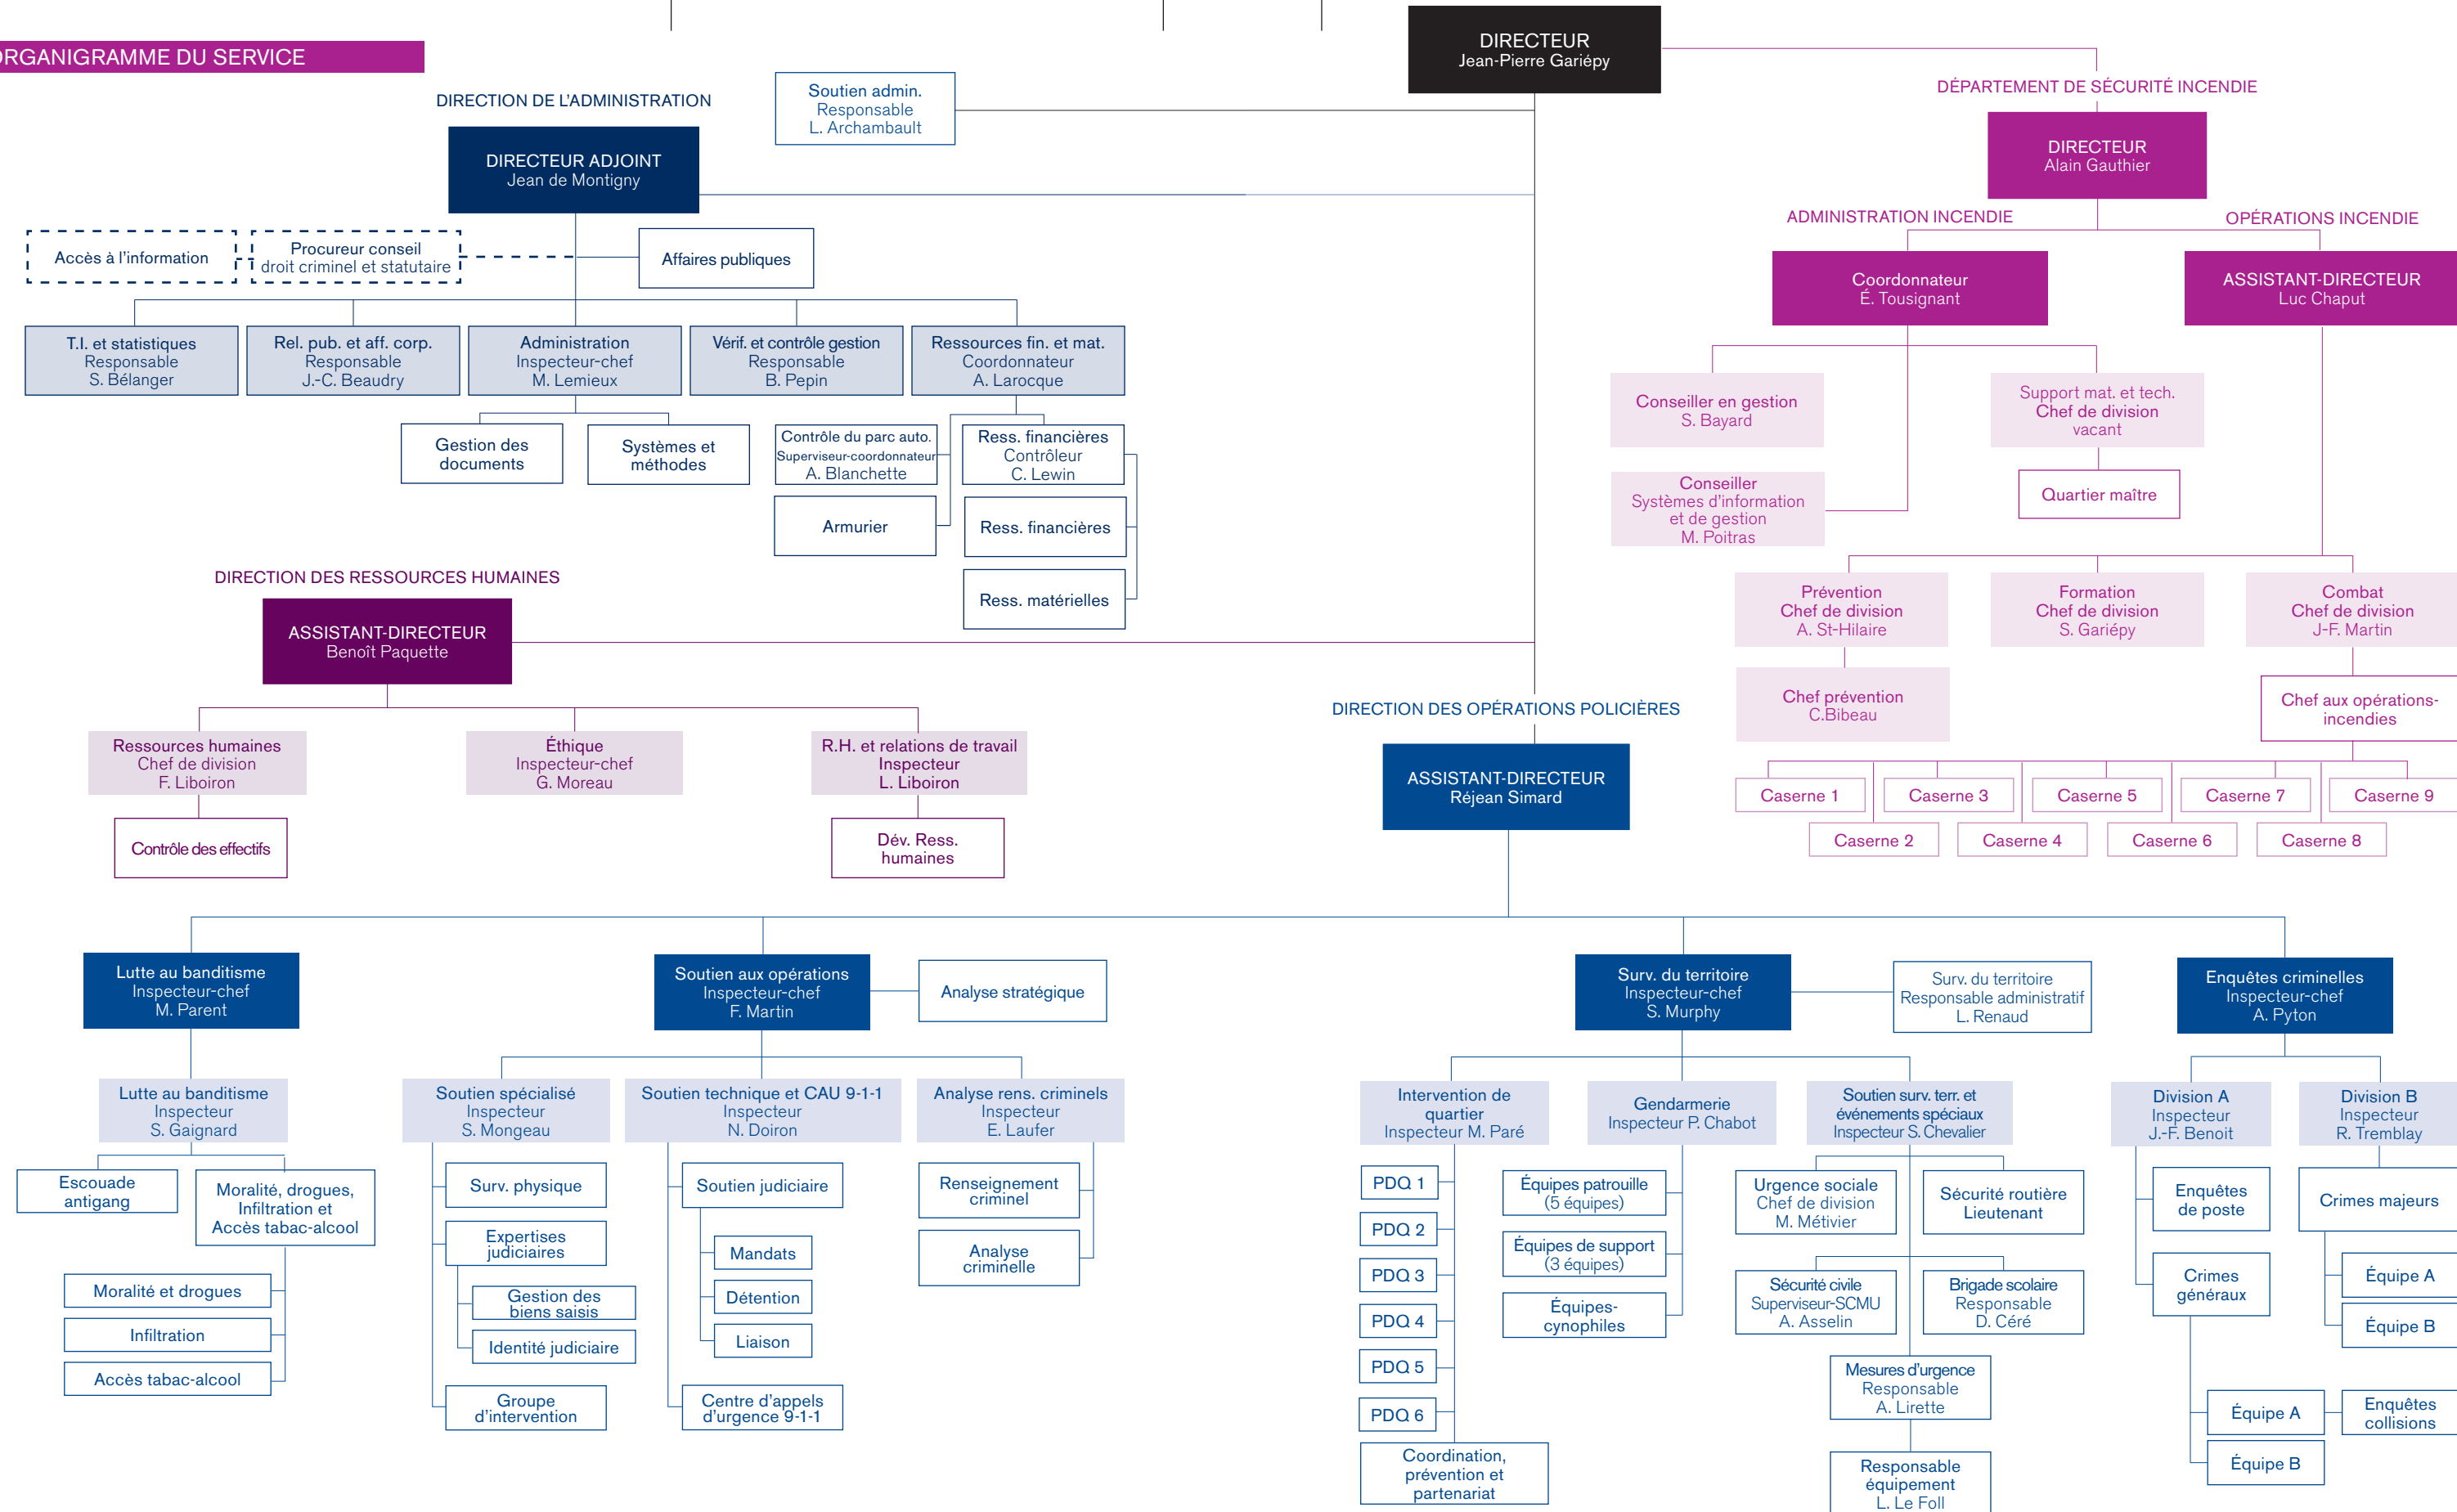 ORGANIGRAMME DU SERVICE
DIRECTEUR
Jean-Pierre Gariépy
Soutien admin.
Responsable
L. Archambault
DIRECTION DE L'ADMINISTRATION
DIRECTEUR ADJOINT
Jean de Montigny
Accès à l'information
Procureur conseil
droit criminel et statutaire
Affaires publiques
T.I. et statistiques
Responsable
S. Bélanger
Rel. pub. et aff. corp.
Responsable
J.-C. Beaudry
Administration
Inspecteur-chef
M. Lemieux
Vérif. et contrôle gestion
Responsable
B. Pepin
Ressources fin. et mat.
Coordonnateur
A. Larocque
Gestion des
documents
Systèmes et
méthodes
Contrôle du parc auto.
Superviseur-coordonnateur
A. Blanchette
Armurier
Ress. financières
Contrôleur
C. Lewin
Ress. financières
Ress. matérielles
DÉPARTEMENT DE SÉCURITÉ INCENDIE
DIRECTEUR
Alain Gauthier
ADMINISTRATION INCENDIE
OPÉRATIONS INCENDIE
Coordonnateur
É. Tousignant
ASSISTANT-DIRECTEUR
Luc Chaput
Conseiller en gestion
S. Bayard
Support mat. et tech.
Chef de division
vacant
Conseiller
Systèmes d'information
et de gestion
M. Poitras
Quartier maître
Prévention
Chef de division
A. St-Hilaire
Formation
Chef de division
S. Gariépy
Combat
Chef de division
J-F. Martin
Chef prévention
C.Bibeau
Chef aux opérations-
incendies
Caserne 1
Caserne 3
Caserne 5
Caserne 7
Caserne 9
Caserne 2
Caserne 4
Caserne 6
Caserne 8
DIRECTION DES RESSOURCES HUMAINES
ASSISTANT-DIRECTEUR
Benoît Paquette
Ressources humaines
Chef de division
F. Liboiron
Éthique
Inspecteur-chef
G. Moreau
R.H. et relations de travail
Inspecteur
L. Liboiron
Contrôle des effectifs
Dév. Ress.
humaines
DIRECTION DES OPÉRATIONS POLICIÈRES
ASSISTANT-DIRECTEUR
Réjean Simard
Lutte au banditisme
Inspecteur-chef
M. Parent
Soutien aux opérations
Inspecteur-chef
F. Martin
Analyse stratégique
Surv. du territoire
Inspecteur-chef
S. Murphy
Surv. du territoire
Responsable administratif
L. Renaud
Enquêtes criminelles
Inspecteur-chef
A. Pyton
Lutte au banditisme
Inspecteur
S. Gaignard
Escouade
antigang
Moralité, drogues,
Infiltration et
Accès tabac-alcool
Moralité et drogues
Infiltration
Accès tabac-alcool
Soutien spécialisé
Inspecteur
S. Mongeau
Surv. physique
Expertises
judiciaires
Gestion des
biens saisis
Identité judiciaire
Groupe
d'intervention
Soutien technique et CAU 9-1-1
Inspecteur
N. Doiron
Soutien judiciaire
Mandats
Détention
Liaison
Centre d'appels
d'urgence 9-1-1
Analyse rens. criminels
Inspecteur
E. Laufer
Renseignement
criminel
Analyse
criminelle
Intervention de
quartier
Inspecteur M. Paré
PDQ 1
PDQ 2
PDQ 3
PDQ 4
PDQ 5
PDQ 6
Coordination,
prévention et
partenariat
Gendarmerie
Inspecteur P. Chabot
Équipes patrouille
(5 équipes)
Équipes de support
(3 équipes)
Équipes-
cynophiles
Soutien surv. terr. et
événements spéciaux
Inspecteur S. Chevalier
Urgence sociale
Chef de division
M. Métivier
Sécurité routière
Lieutenant
Sécurité civile
Superviseur-SCMU
A. Asselin
Brigade scolaire
Responsable
D. Céré
Mesures d'urgence
Responsable
A. Lirette
Responsable
équipement
L. Le Foll
Division A
Inspecteur
J.-F. Benoit
Enquêtes
de poste
Crimes
généraux
Équipe A
Enquêtes
collisions
Équipe B
Division B
Inspecteur
R. Tremblay
Crimes majeurs
Équipe A
Équipe B